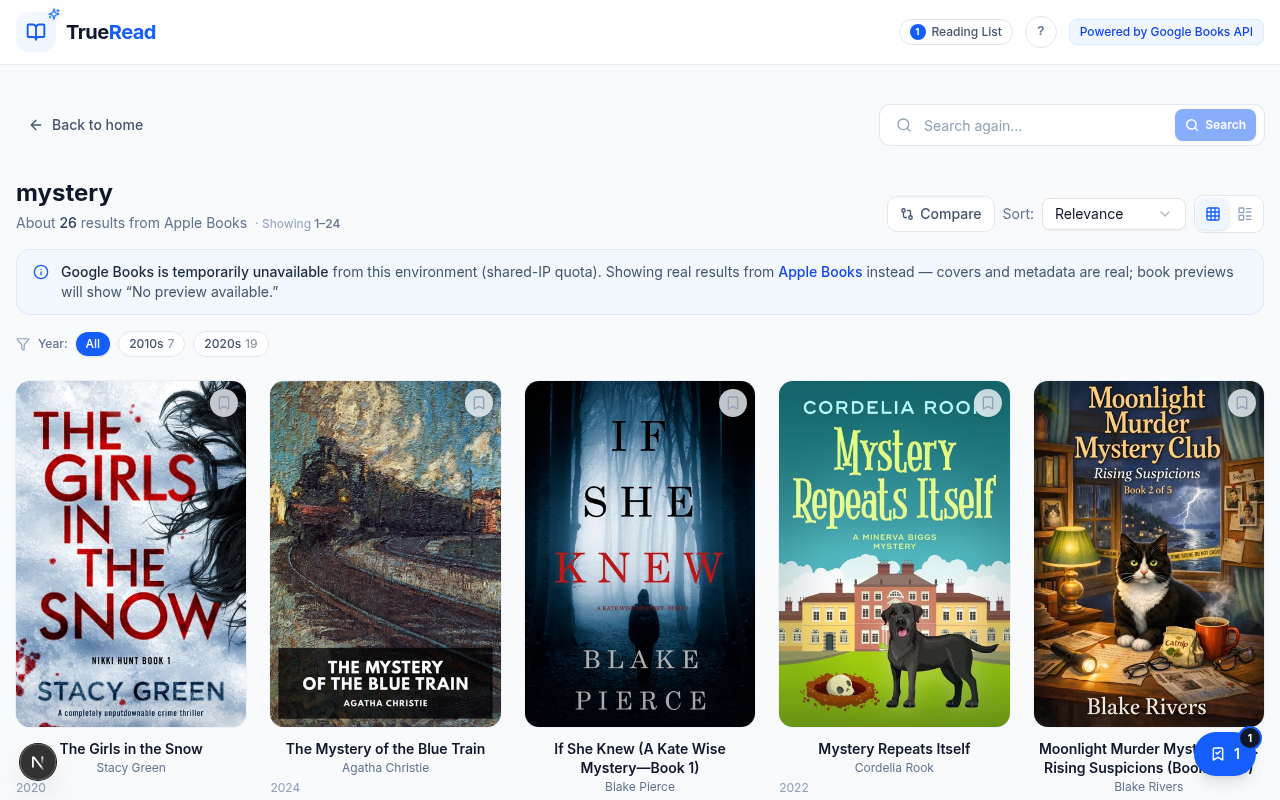 TrueRead
1 Reading List
?
Powered by Google Books API
Back to home
Search again...
Search
mystery
About 26 results from Apple Books · Showing 1–24
Compare
Sort:
Relevance
Google Books is temporarily unavailable from this environment (shared-IP quota). Showing real results from Apple Books instead — covers and metadata are real; book previews
will show “No preview available.”
Year:
All
2010s 7
2020s 19
THE
GIRLS
IN
THE
SNOW
NIKKI HUNT BOOK 1
STACY GREEN
A completely unputdownable crime thriller
THE MYSTERY
OF THE BLUE TRAIN
AGATHA CHRISTIE
IF
SHE
KNEW
BLAKE
PIERCE
CORDELIA
Mystery
Repeats Itself
A MINERVA BIGGS
MYSTERY
Moonlight
Murder
Mystery Club
Rising Suspicions
Book 2 of 5
Catnip
Blake Rivers
The Girls in the Snow
Stacy Green
2020
The Mystery of the Blue Train
Agatha Christie
2024
If She Knew (A Kate Wise
Mystery—Book 1)
Blake Pierce
Mystery Repeats Itself
Cordelia Rook
2022
Moonlight Murder
Rising Suspicions
Blake Rivers
N
1
1